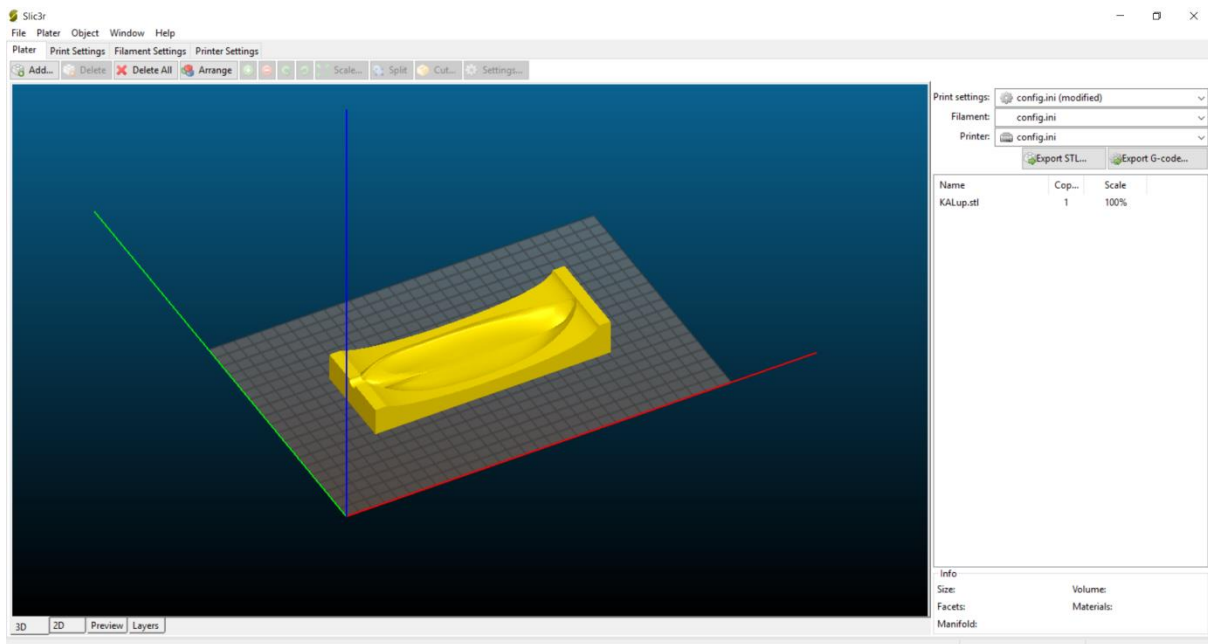 Slic3r
File Plater Object Window Help
Plater Print Settings Filament Settings Printer Settings
Add... Delete Delete All Arrange Scale... Split Cut... Settings...
Print settings: config.ini (modified)
Filament: config.ini
Printer: config.ini
Export STL... Export G-code...
Name Cop... Scale
KALup.stl 1 100%
Info
Size: Volume:
Facets: Materials:
Manifold:
3D 2D Preview Layers